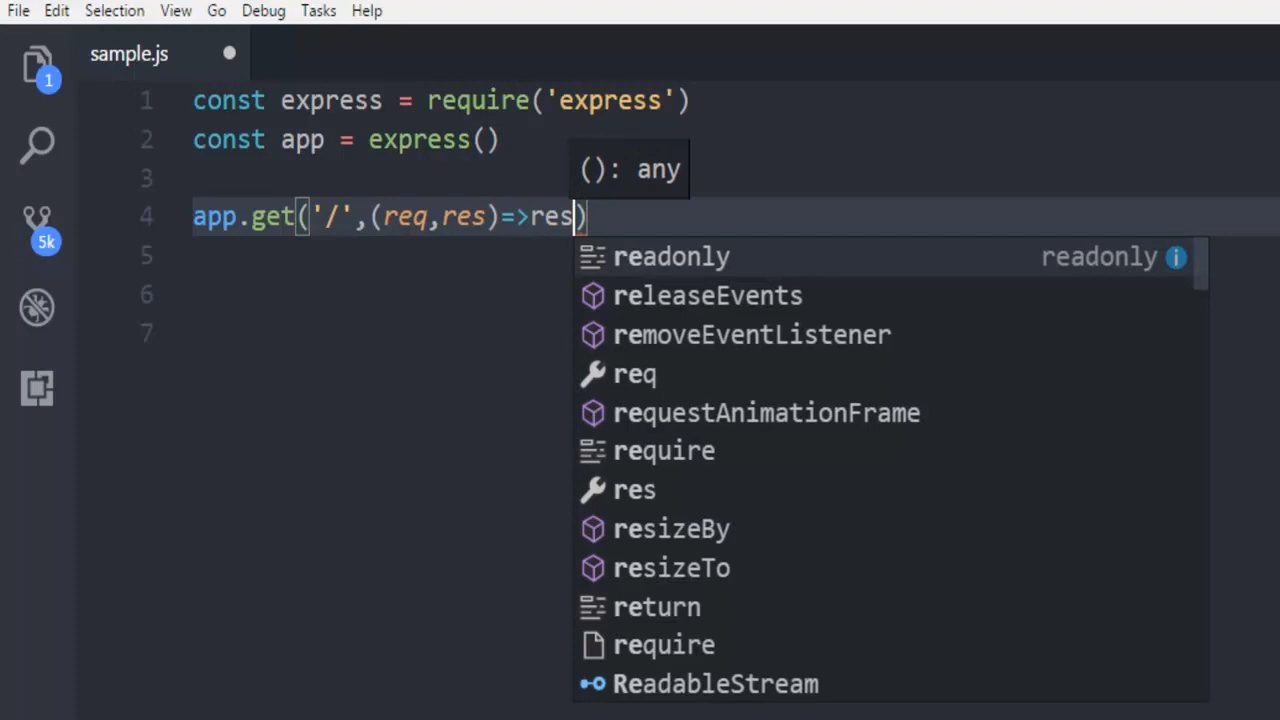 File Edit Selection View Go Debug Tasks Help
sample.js
1
5k
1 const express = require('express')
2 const app = express()
(): any
3
4 app.get('/',(req,res)=>res)
5
6
7
readonly readonly
releaseEvents
removeEventListener
req
requestAnimationFrame
require
res
resizeBy
resizeTo
return
require
ReadableStream